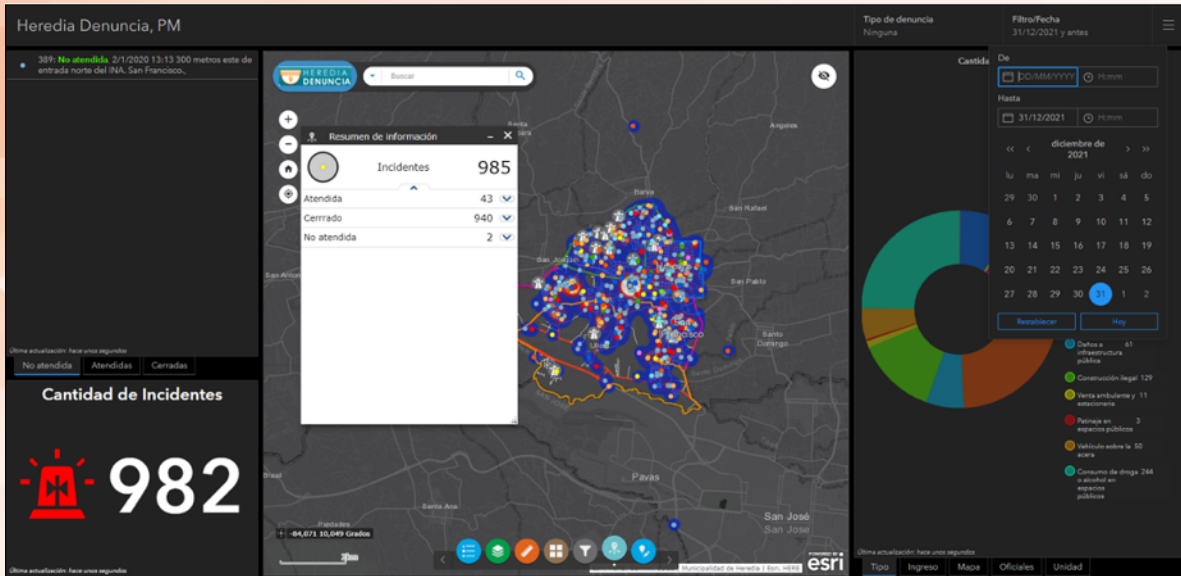 Heredia Denuncia, PM
Tipo de denuncia
Ninguna
Filtro/Fecha
31/12/2021 y antes
389: No atendida 2/1/2020 13:13 300 metros este de
entrada norte del INA. San Francisco.,
Última actualización: hace unos segundos
No atendida Atendidas Cerradas
Cantidad de Incidentes
982
Última actualización: hace unos segundos
HEREDIA
DENUNCIA
Buscar
Resumen de información
Incidentes 985
Atendida 43
Cerrrado 940
No atendida 2
Angeles
Barva
San Rafael
San Joaquín
San Pablo
Santo
Domingo
Ulloa
Pavas
Santa Ana
Piedades
Brasil
San José
San José
-84,071 10,049 Grados
Municipalidad de Heredia | Esri, HERE
POWERED BY
esri
Cantida
De
DD/MM/YYYY H:mm
Hasta
31/12/2021 H:mm
diciembre de
2021
lu ma mi ju vi sá do
29 30 1 2 3 4 5
6 7 8 9 10 11 12
13 14 15 16 17 18 19
20 21 22 23 24 25 26
27 28 29 30 31 1 2
Restablecer Hoy
Daños a 61
infraestructura
pública
Construcción ilegal 129
Venta ambulante y 11
estacionaria
Patinaje en 3
espacios públicos
Vehículo sobre la 50
acera
Consumo de droga 244
o alcohol en
espacios
públicos
Última actualización: hace unos segundos
Tipo Ingreso Mapa Oficiales Unidad